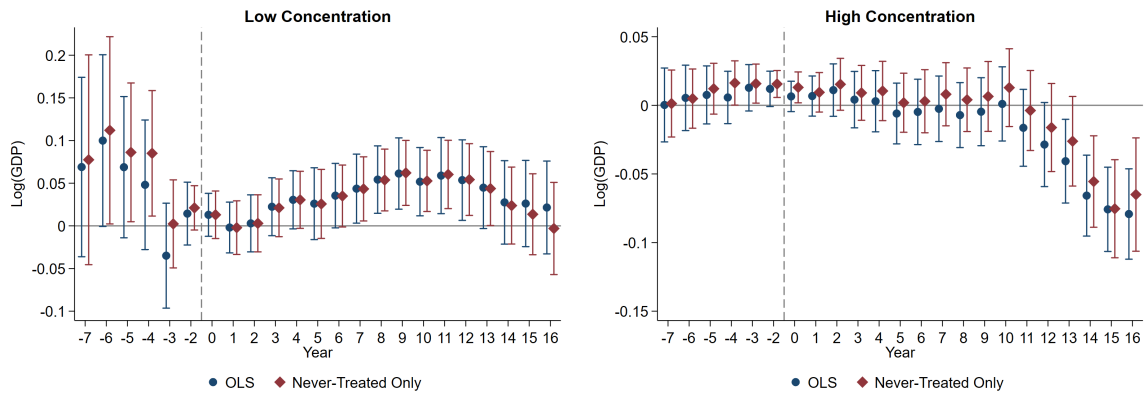 Low Concentration
Log(GDP)
0.2
0.15
0.1
0.05
0
-0.05
-0.1
-7 -6 -5 -4 -3 -2 0 1 2 3 4 5 6 7 8 9 10 11 12 13 14 15 16
Year
OLS Never-Treated Only
High Concentration
Log(GDP)
0.05
0
-0.05
-0.1
-0.15
-7 -6 -5 -4 -3 -2 0 1 2 3 4 5 6 7 8 9 10 11 12 13 14 15 16
Year
OLS Never-Treated Only